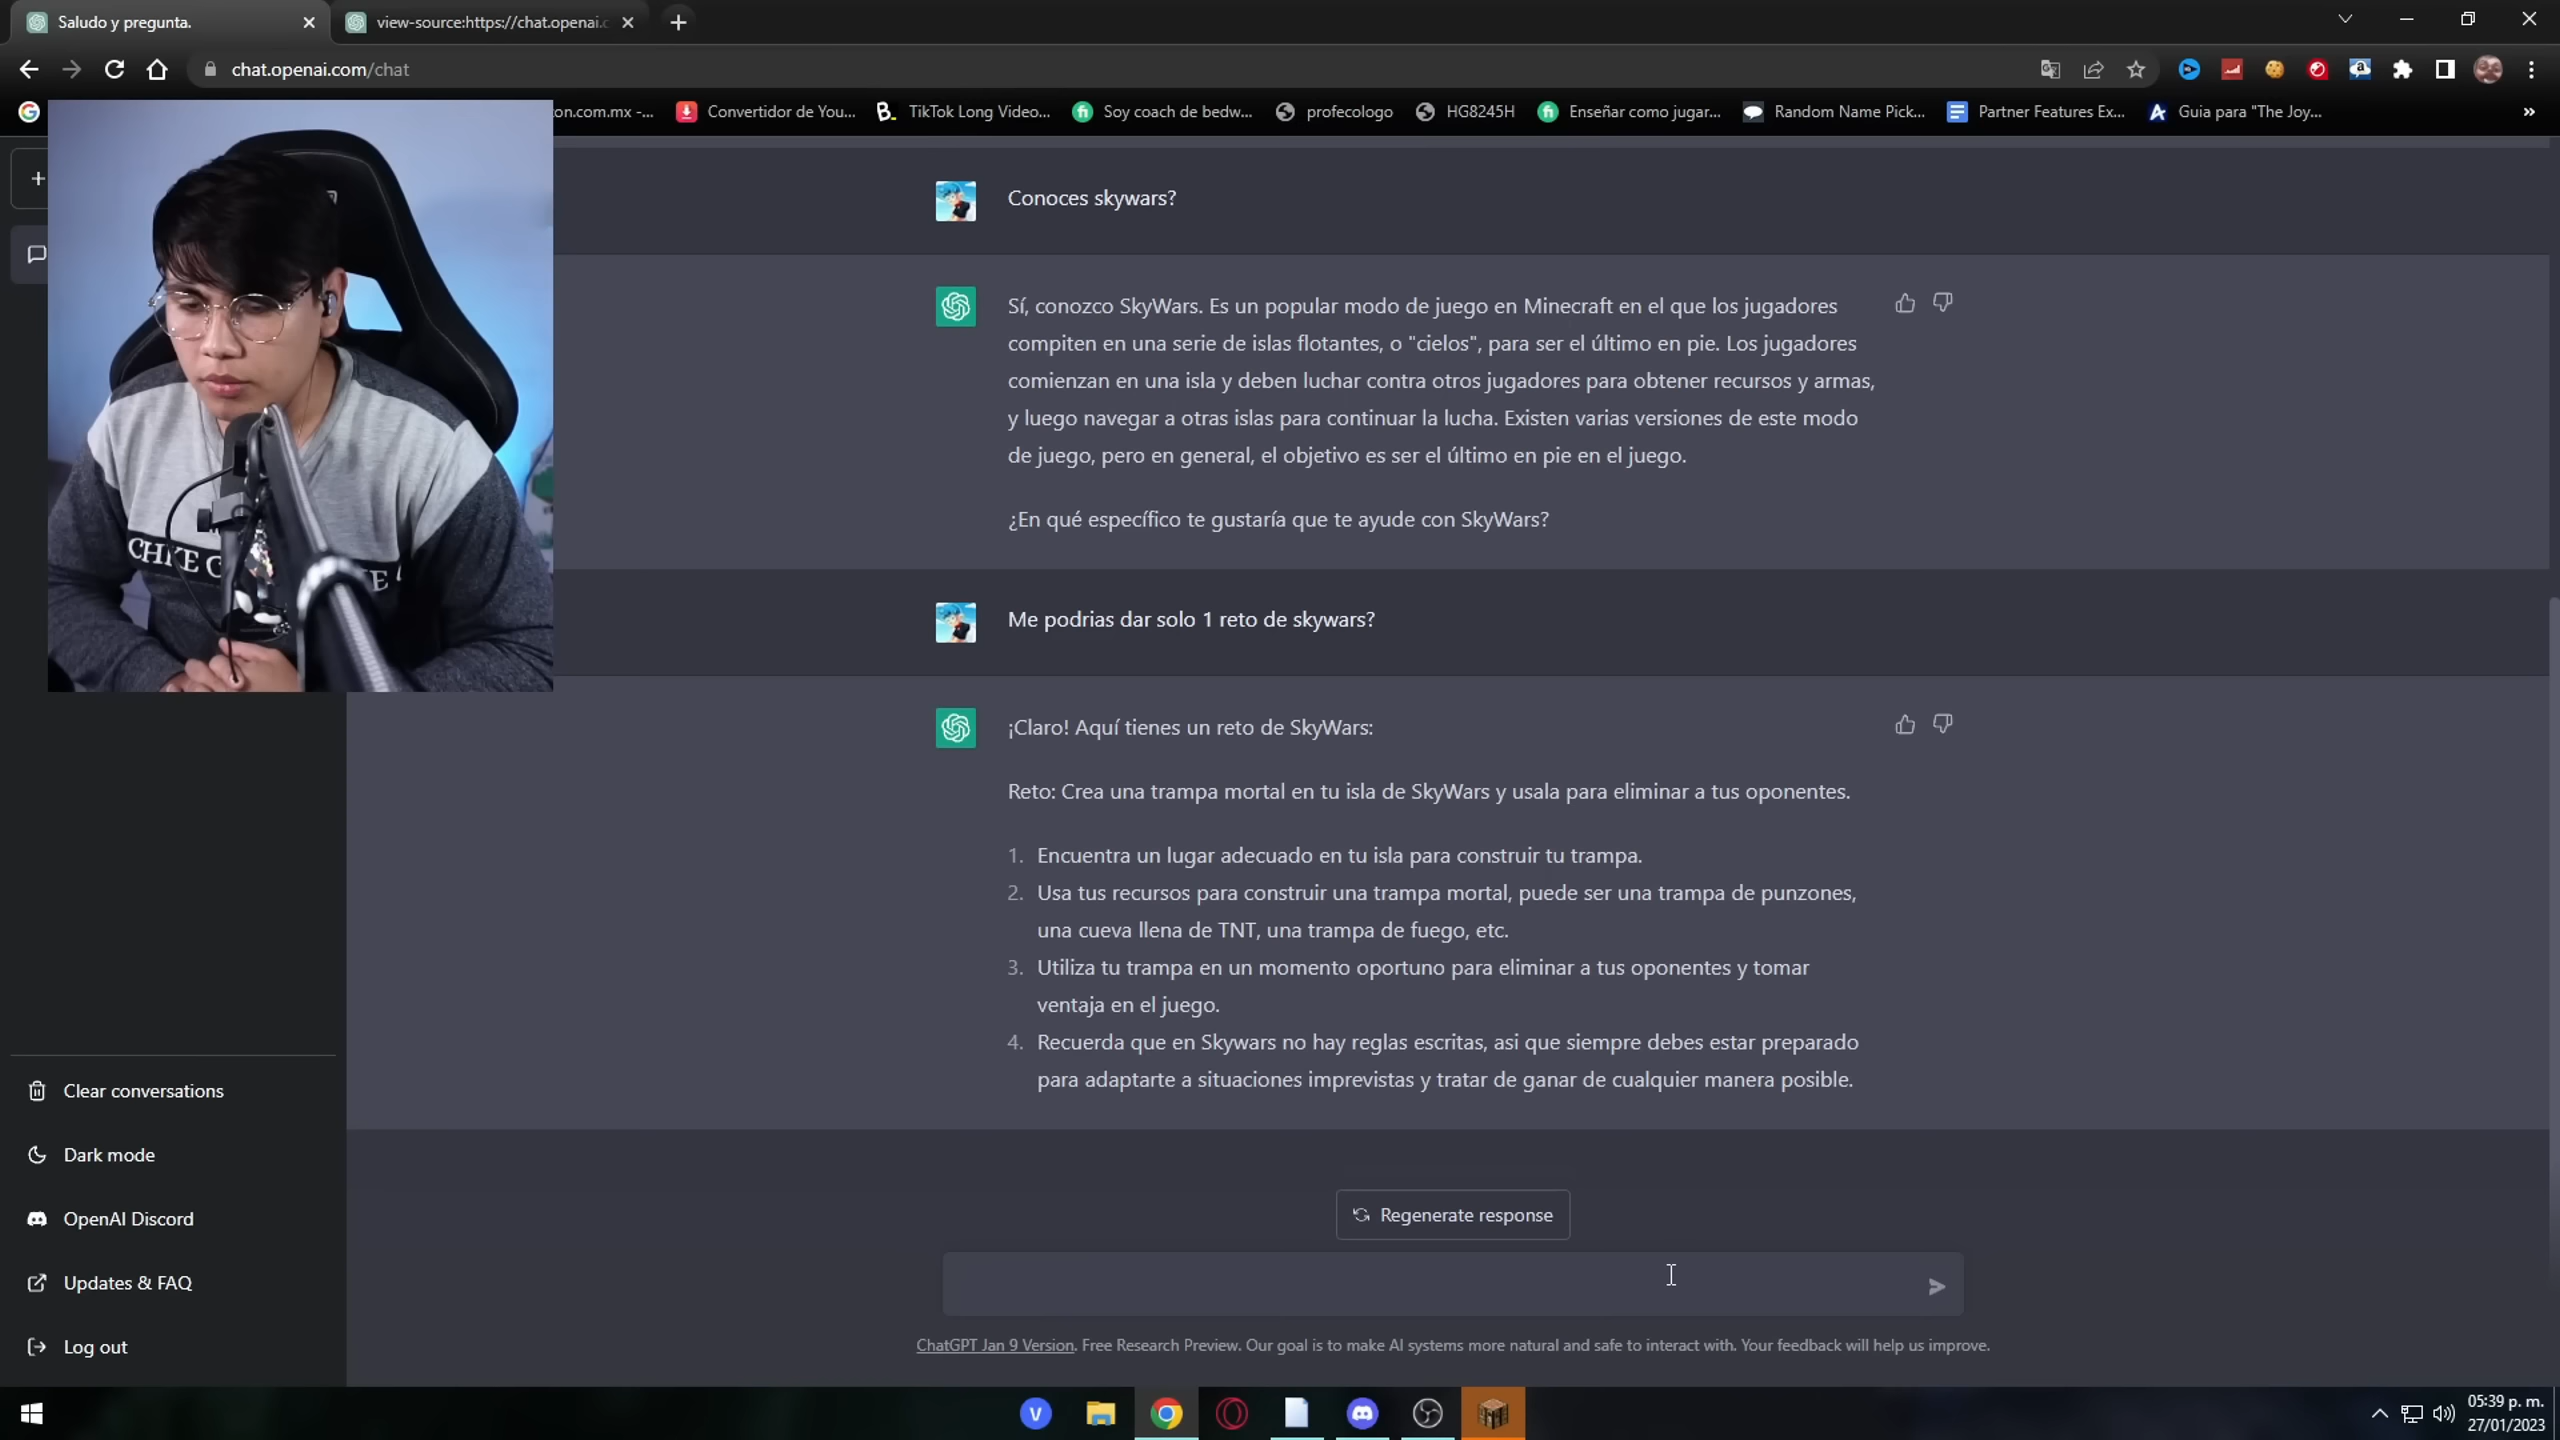 Saludo y pregunta.
view-source:https://chat.openai.c
chat.openai.com/chat
on.com.mx -...
Convertidor de You...
TikTok Long Video...
Soy coach de bedw...
profecologo
HG8245H
Enseñar como jugar...
Random Name Pick...
Partner Features Ex...
Guia para "The Joy...
»
Conoces skywars?
Sí, conozco SkyWars. Es un popular modo de juego en Minecraft en el que los jugadores
compiten en una serie de islas flotantes, o "cielos", para ser el último en pie. Los jugadores
comienzan en una isla y deben luchar contra otros jugadores para obtener recursos y armas,
y luego navegar a otras islas para continuar la lucha. Existen varias versiones de este modo
de juego, pero en general, el objetivo es ser el último en pie en el juego.
¿En qué específico te gustaría que te ayude con SkyWars?
Me podrias dar solo 1 reto de skywars?
¡Claro! Aquí tienes un reto de SkyWars:
Reto: Crea una trampa mortal en tu isla de SkyWars y usala para eliminar a tus oponentes.
1. Encuentra un lugar adecuado en tu isla para construir tu trampa.
2. Usa tus recursos para construir una trampa mortal, puede ser una trampa de punzones,
una cueva llena de TNT, una trampa de fuego, etc.
3. Utiliza tu trampa en un momento oportuno para eliminar a tus oponentes y tomar
ventaja en el juego.
4. Recuerda que en Skywars no hay reglas escritas, asi que siempre debes estar preparado
para adaptarte a situaciones imprevistas y tratar de ganar de cualquier manera posible.
Clear conversations
Dark mode
OpenAI Discord
Updates & FAQ
Log out
Regenerate response
ChatGPT Jan 9 Version. Free Research Preview. Our goal is to make AI systems more natural and safe to interact with. Your feedback will help us improve.
05:39 p. m.
27/01/2023